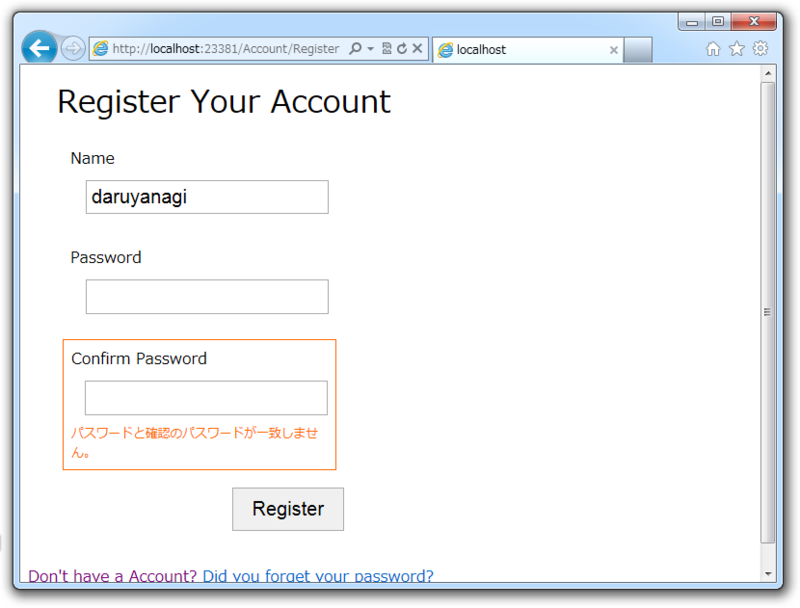 http://localhost:23381/Account/Register
localhost
Register Your Account
Name
daruyanagi
Password
Confirm Password
パスワードと確認のパスワードが一致しませ
ん。
Register
Don't have a Account? Did you forget your password?